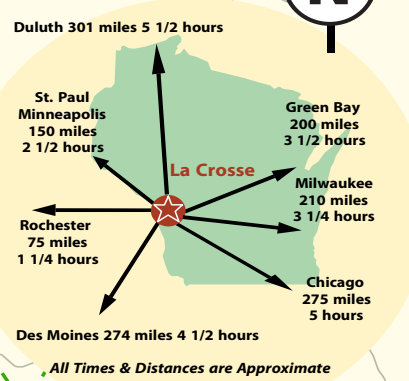 N
Duluth 301 miles 5 1/2 hours
St. Paul
Minneapolis
150 miles
2 1/2 hours
Green Bay
200 miles
3 1/2 hours
La Crosse
Milwaukee
210 miles
3 1/4 hours
Rochester
75 miles
1 1/4 hours
Chicago
275 miles
5 hours
Des Moines 274 miles 4 1/2 hours
All Times & Distances are Approximate